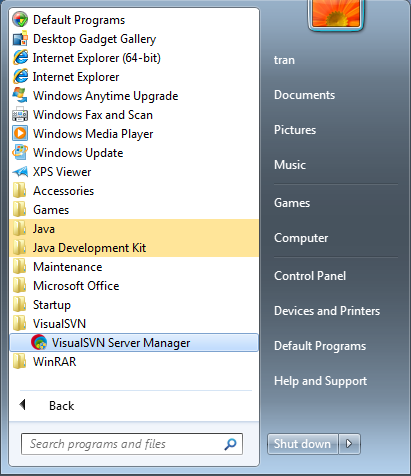 Default Programs
Desktop Gadget Gallery
Internet Explorer (64-bit)
Internet Explorer
Windows Anytime Upgrade
Windows Fax and Scan
Windows Media Player
Windows Update
XPS Viewer
Accessories
Games
Java
Java Development Kit
Maintenance
Microsoft Office
Startup
VisualSVN
VisualSVN Server Manager
WinRAR
Back
Search programs and files
tran
Documents
Pictures
Music
Games
Computer
Control Panel
Devices and Printers
Default Programs
Help and Support
Shut down